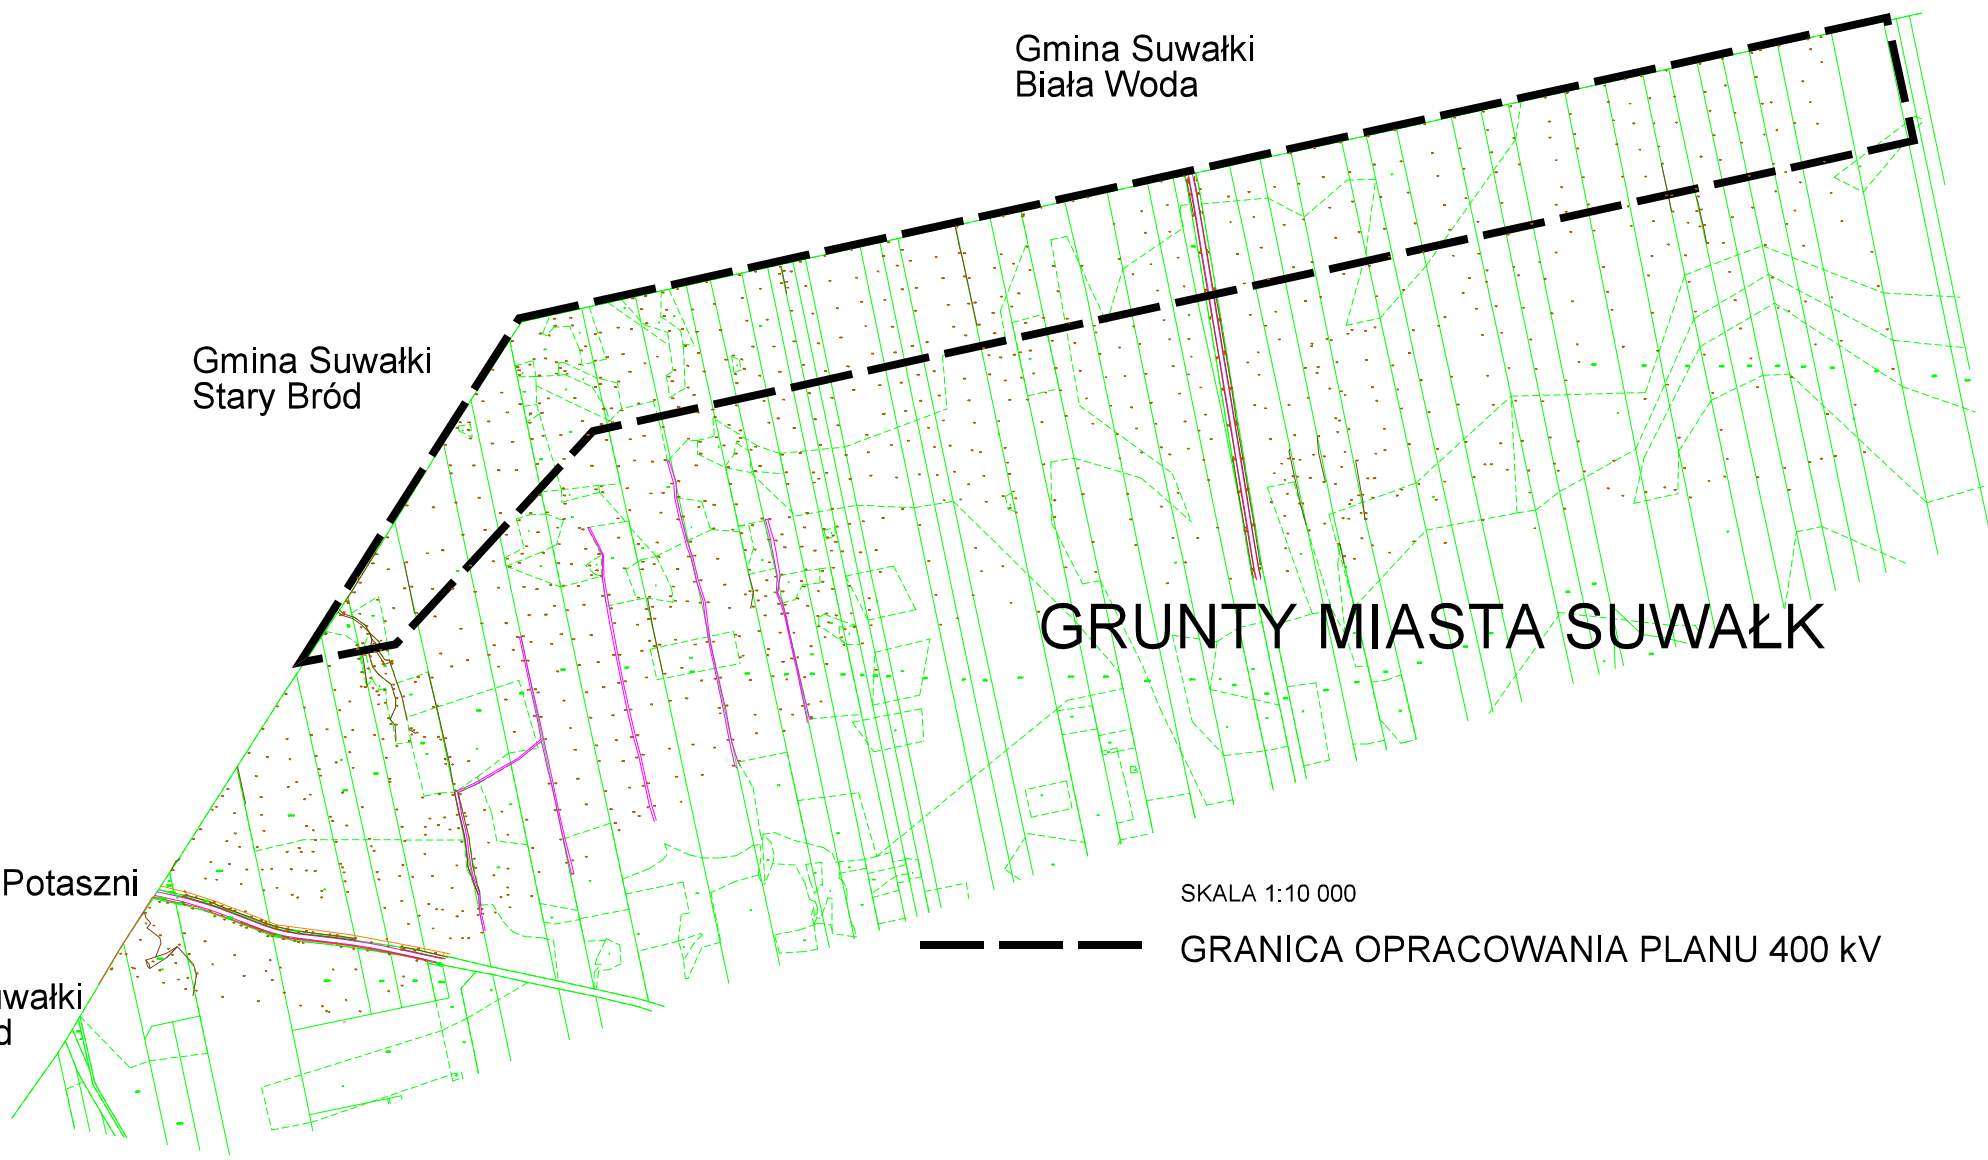 Gmina Suwałki
Biała Woda
Gmina Suwałki
Stary Bród
GRUNTY MIASTA SUWAŁK
Potaszni
SKALA 1:10 000
GRANICA OPRACOWANIA PLANU 400 kV
uwałki
d